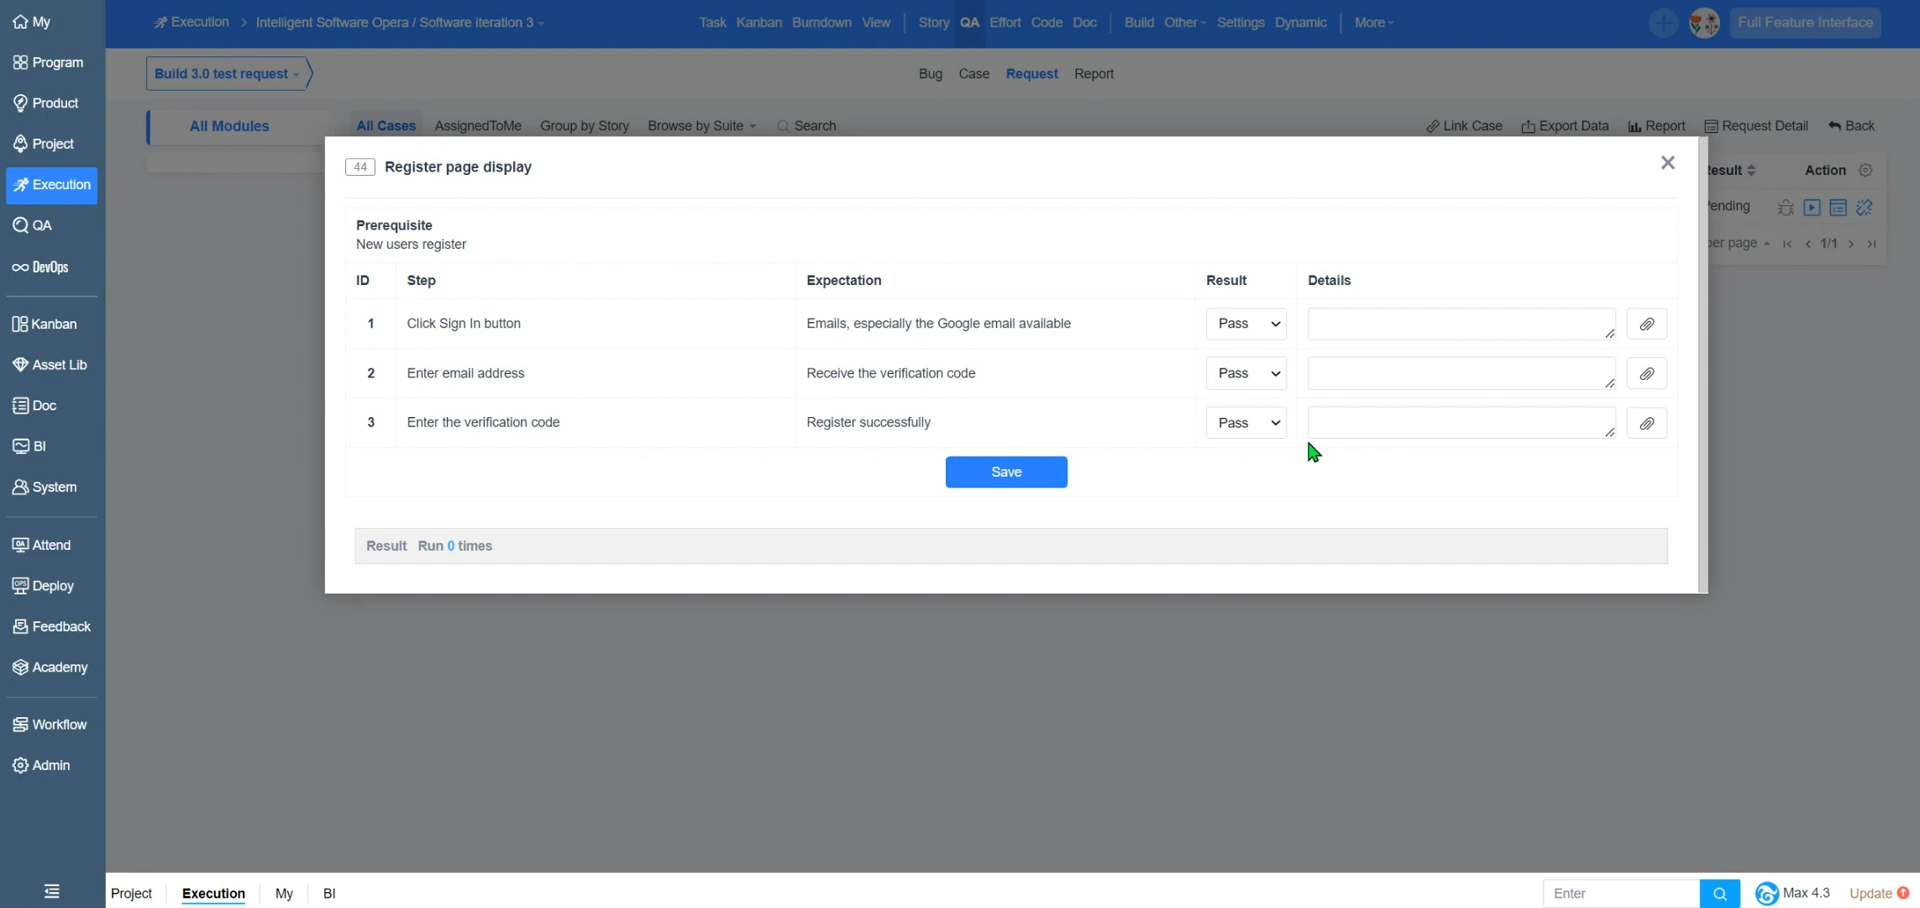 My
Execution > Intelligent Software Opera / Software Iteration 3
Task Kanban Burndown View Story QA Effort Code Doc Build Other Settings Dynamic More
Full Feature Interface
Program
Product
Project
Execution
QA
DevOps
Kanban
Asset Lib
Doc
BI
System
Attend
Deploy
Feedback
Academy
Workflow
Admin
Build 3.0 test request
Bug Case Request Report
All Modules
All Cases AssignedToMe Group by Story Browse by Suite Search
Link Case Export Data Report Request Detail Back
44 Register page display
Action
per page 1/1
Prerequisite
New users register
ID Step Expectation Result Details
1 Click Sign In button Emails, especially the Google email available Pass
2 Enter email address Receive the verification code Pass
3 Enter the verification code Register successfully Pass
Save
Result Run 0 times
Project Execution My BI
Enter
Max 4.3 Update